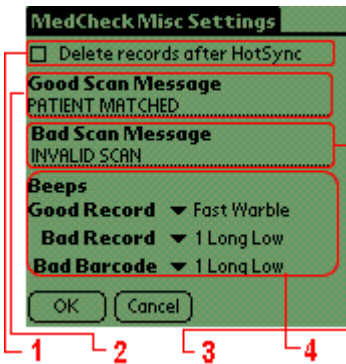 MedCheck Misc Settings
Delete records after HotSync
Good Scan Message
PATIENT MATCHED
Bad Scan Message
INVALID SCAN
Beeps
Good Record Fast Warble
Bad Record 1 Long Low
Bad Barcode 1 Long Low
OK Cancel
1 2 3 4